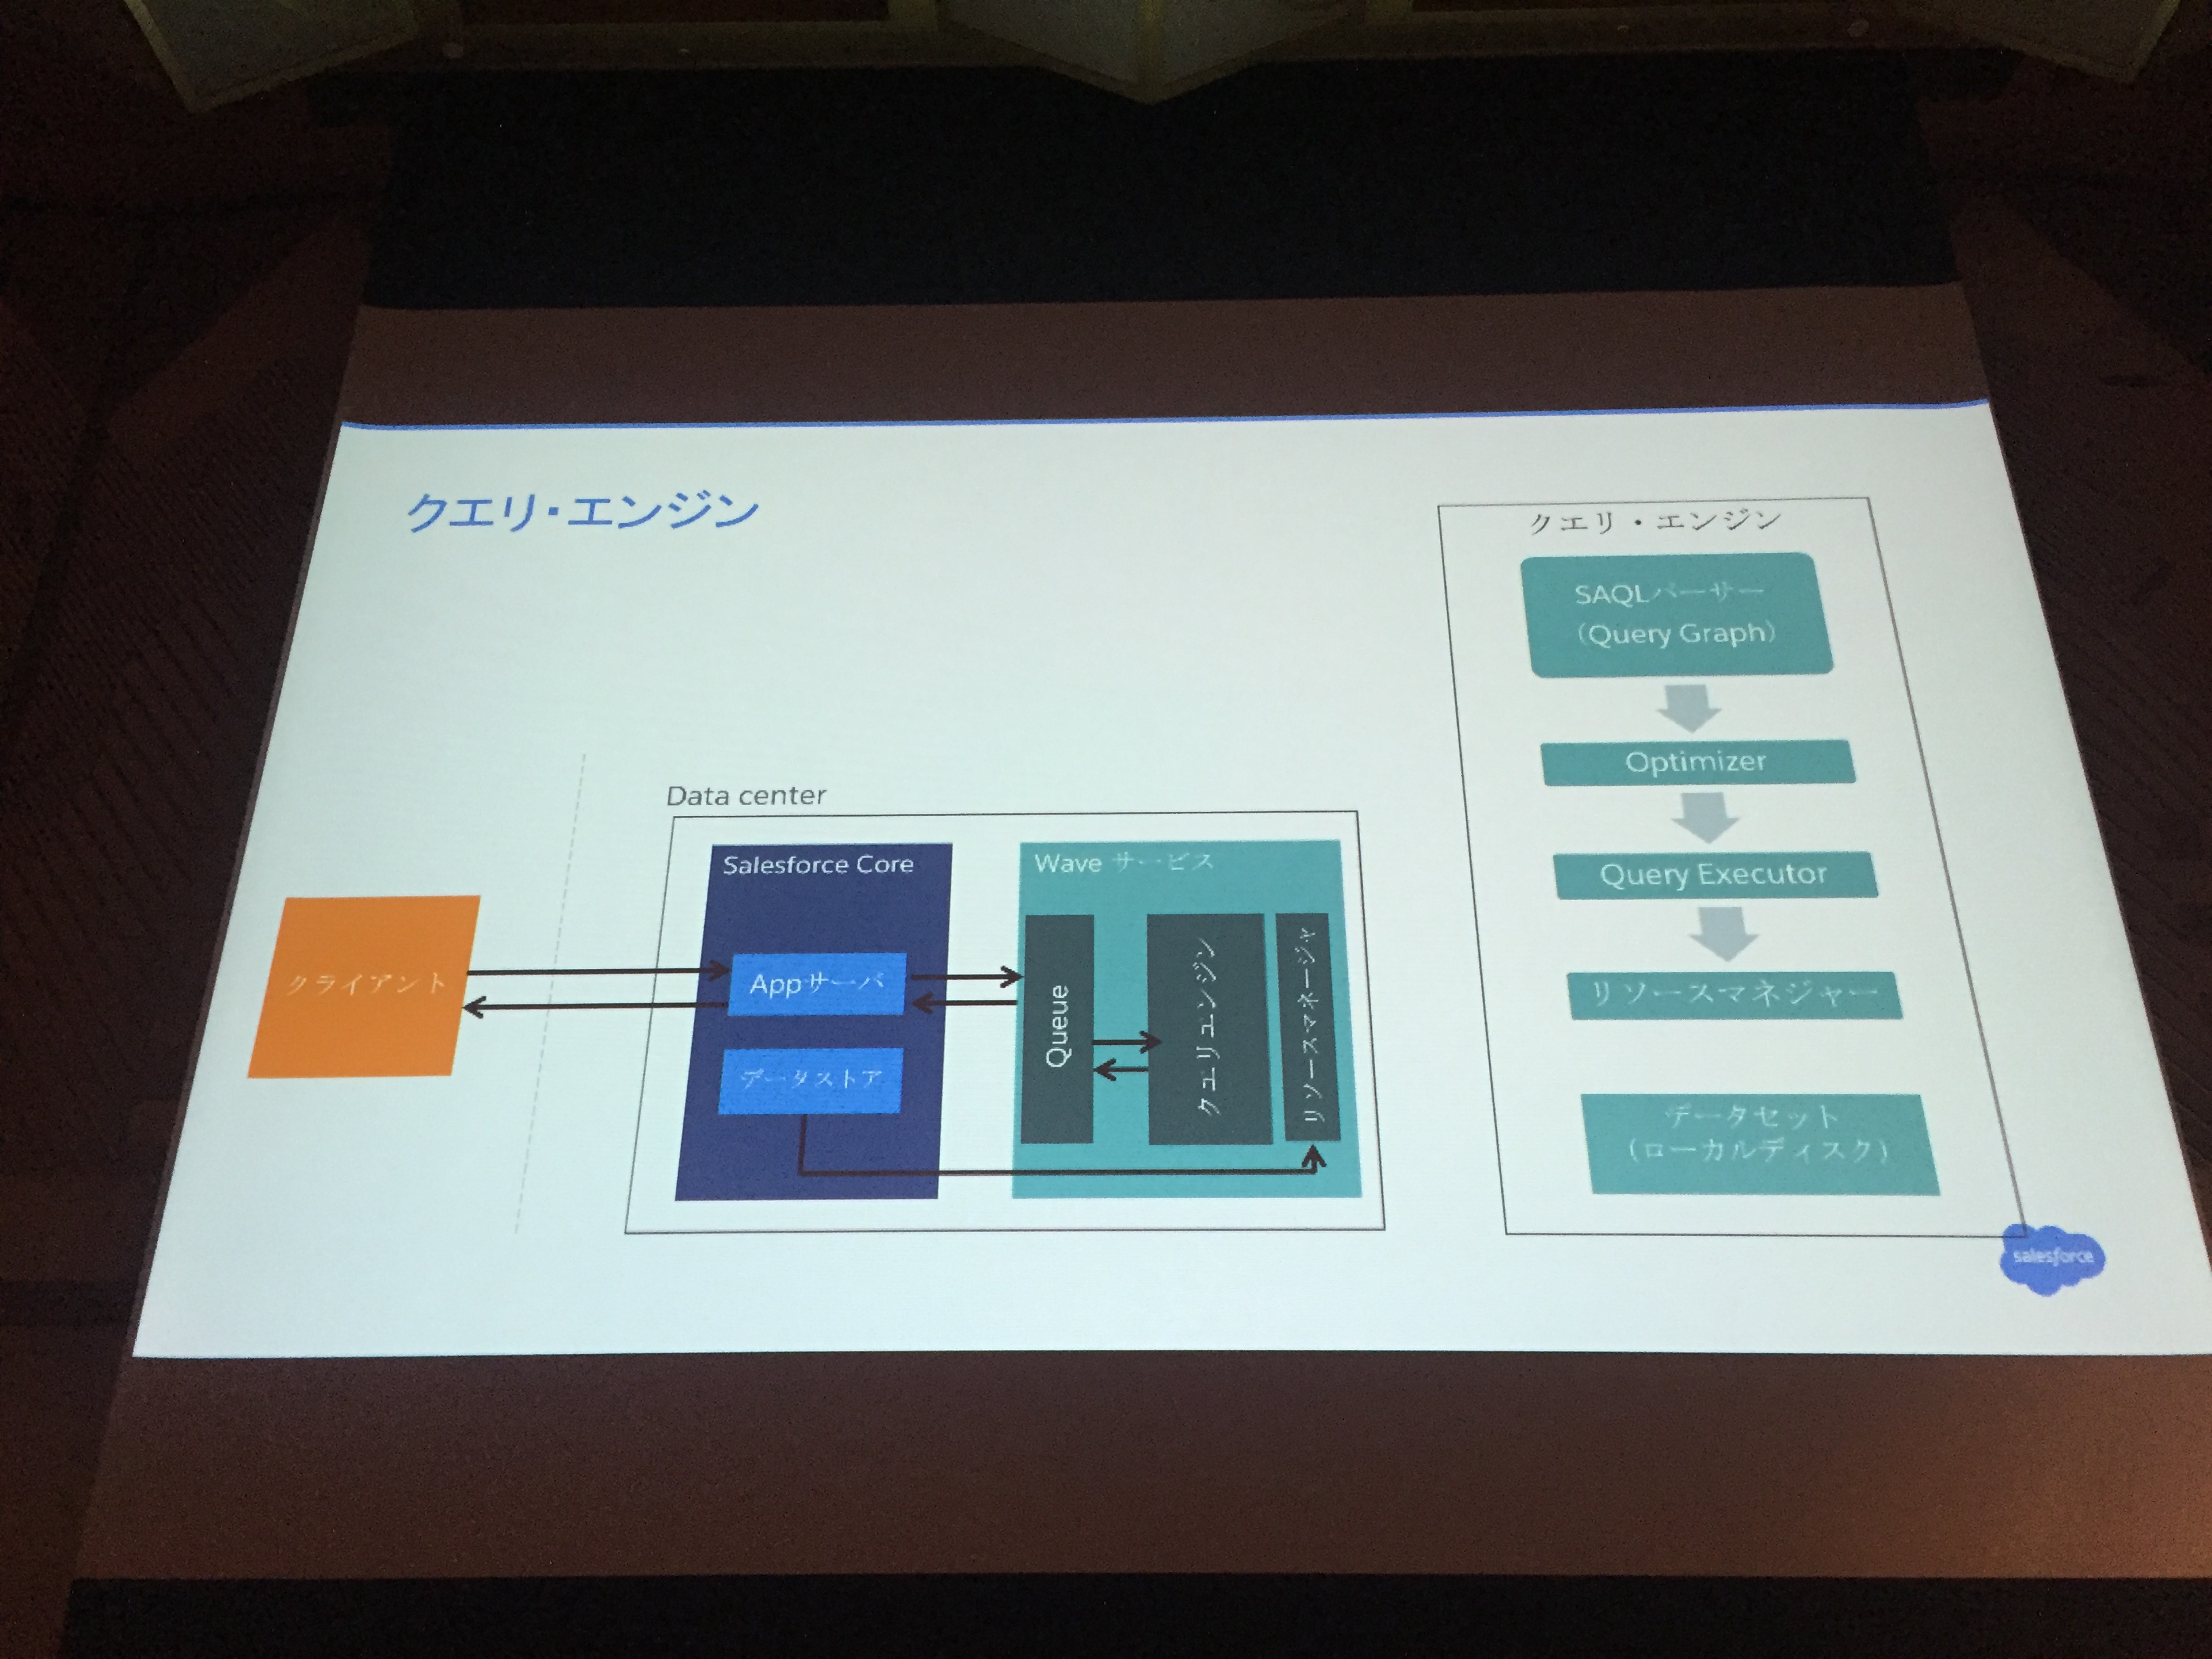 クエリ・エンジン
Data center
クライアント
Salesforce Core
Appサーバ
データストア
Wave サービス
Queue
クエリエンジン
リソースマネージャ
クエリ・エンジン
SAQLパーサー
(Query Graph)
Optimizer
Query Executor
リソースマネジャー
データセット
(ローカルディスク)
salesforce